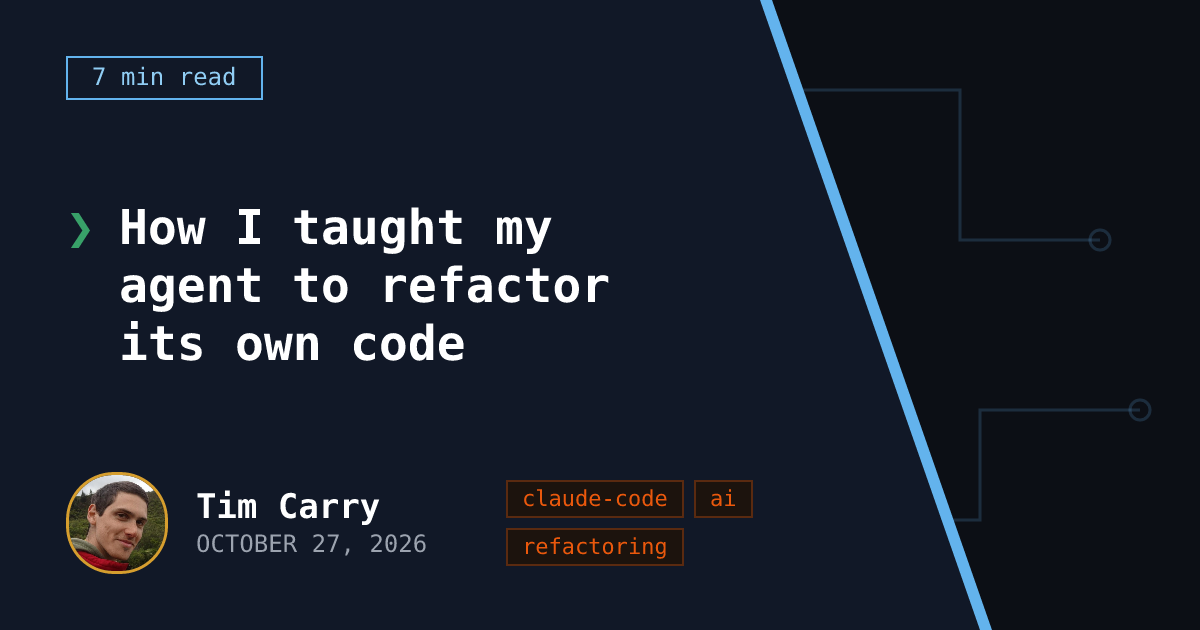 7 min read
❯ How I taught my
agent to refactor
its own code
Tim Carry
OCTOBER 27, 2026
claude-code ai
refactoring